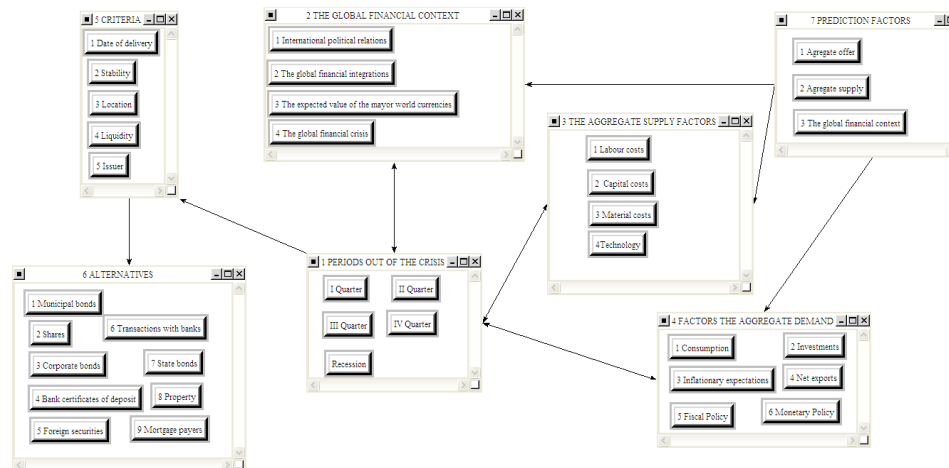 5 CRITERIA
1 Date of delivery
2 Stability
3 Location
4 Liquidity
5 Issuer
2 THE GLOBAL FINANCIAL CONTEXT
1 International political relations
2 The global financial integrations
3 The expected value of the mayor world currencies
4 The global financial crisis
7 PREDICTION FACTORS
1 Agregate offer
2 Agregate supply
3 The global financial context
3 THE AGGREGATE SUPPLY FACTORS
1 Labour costs
2 Capital costs
3 Material costs
4Technology
6 ALTERNATIVES
1 Municipal bonds
6 Transactions with banks
2 Shares
3 Corporate bonds
7 State bonds
4 Bank certificates of deposit
8 Property
5 Foreign securities
9 Mortgage payers
1 PERIODS OUT OF THE CRISIS
I Quarter
II Quarter
III Quarter
IV Quarter
Recession
4 FACTORS THE AGGREGATE DEMAND
1 Consumption
2 Investments
3 Inflationary expectations
4 Net exports
5 Fiscal Policy
6 Monetary Policy